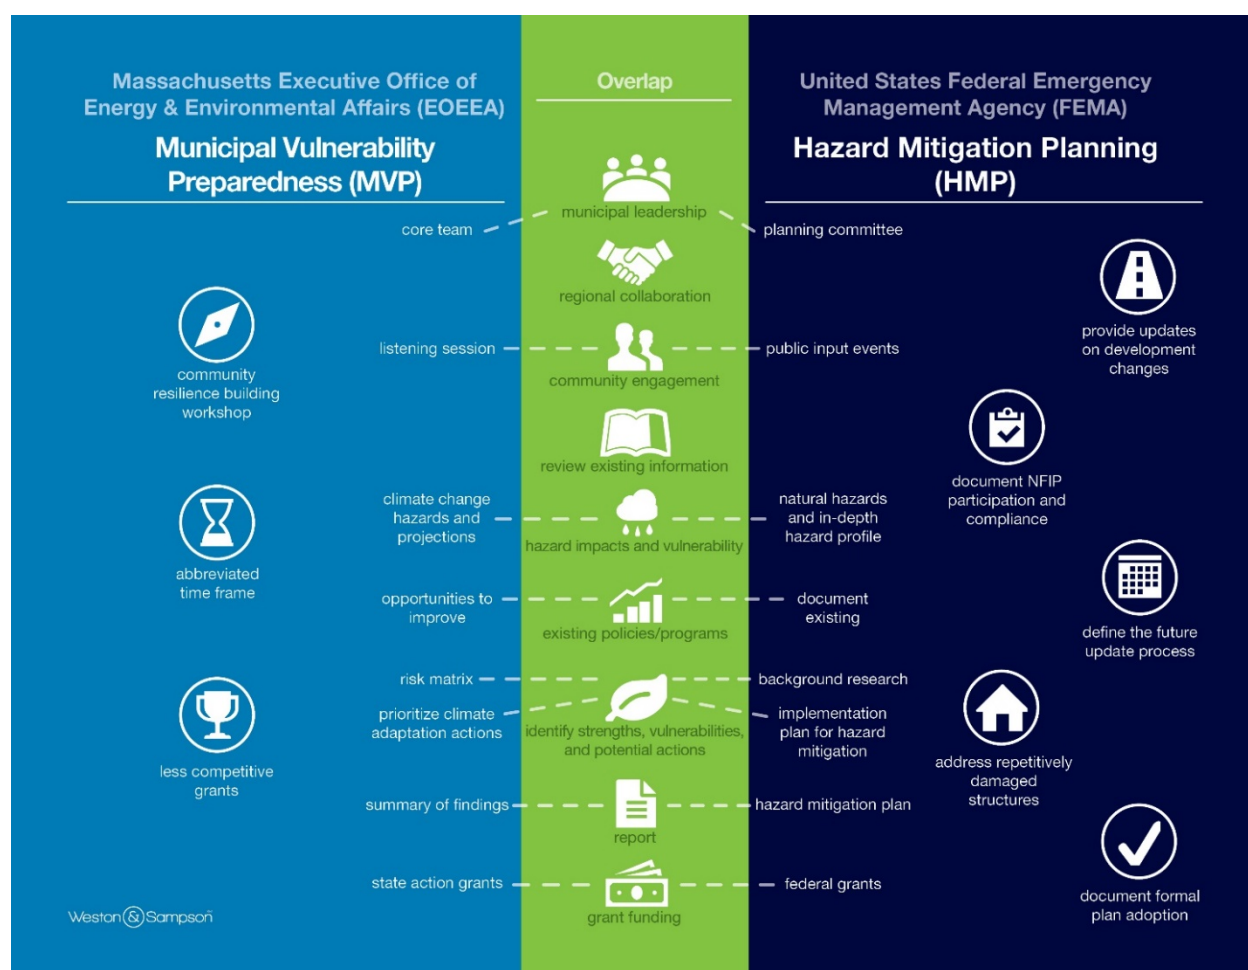 Massachusetts Executive Office of
Energy & Environmental Affairs (EOEEA)
Municipal Vulnerability
Preparedness (MVP)
Overlap
United States Federal Emergency
Management Agency (FEMA)
Hazard Mitigation Planning
(HMP)
core team
municipal leadership
planning committee
regional collaboration
community
resilience building
workshop
listening session
community engagement
public input events
provide updates
on development
changes
review existing information
document NFIP
participation and
compliance
climate change
hazards and
projections
hazard impacts and vulnerability
natural hazards
and in-depth
hazard profile
abbreviated
time frame
opportunities to
improve
existing policies/programs
document
existing
define the future
update process
risk matrix
background research
prioritize climate
adaptation actions
identify strengths, vulnerabilities,
and potential actions
implementation
plan for hazard
mitigation
less competitive
grants
address repetitively
damaged
structures
summary of findings
report
hazard mitigation plan
state action grants
grant funding
federal grants
document formal
plan adoption
Weston & Sampson